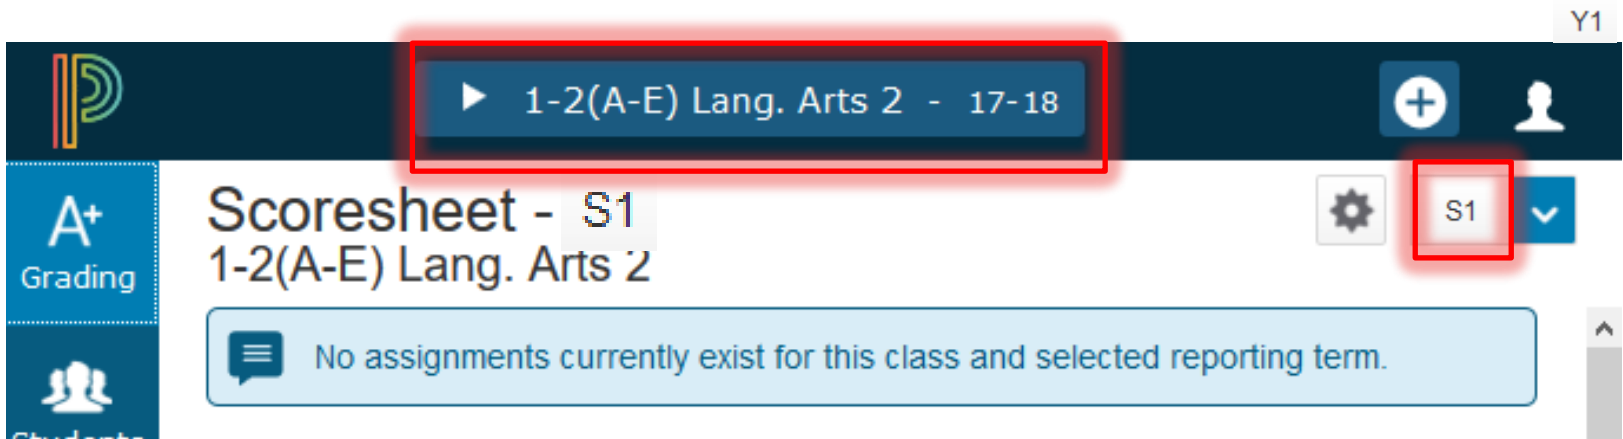 Y1
1-2(A-E) Lang. Arts 2 - 17-18
A+
Grading
Scoresheet - S1
S1
1-2(A-E) Lang. Arts 2
No assignments currently exist for this class and selected reporting term.
Students